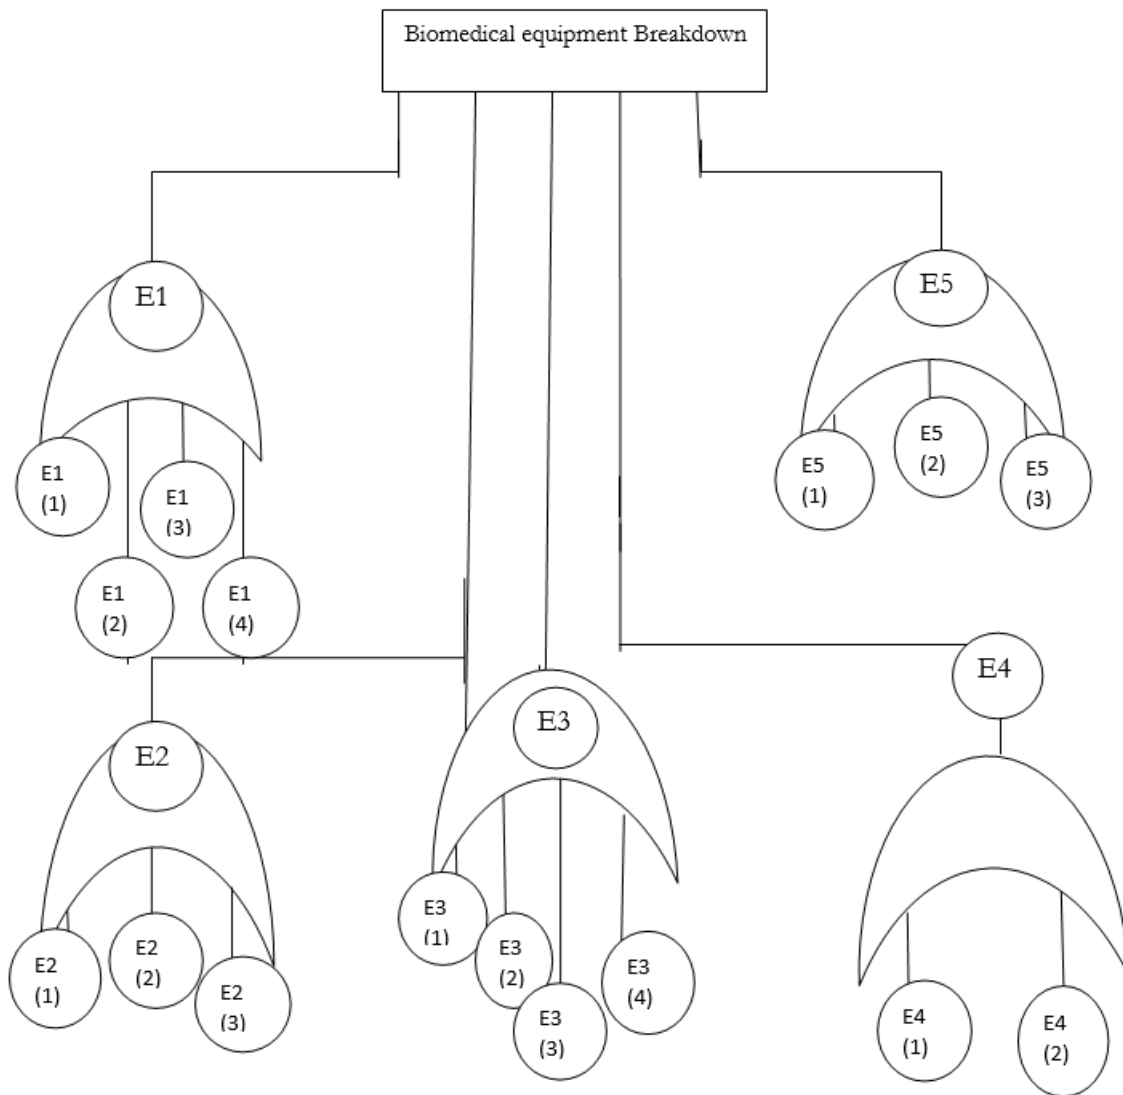 Biomedical equipment Breakdown
E1
E5
E1
(1)
E1
(3)
E1
(2)
E1
(4)
E5
(1)
E5
(2)
E5
(3)
E4
E2
E3
E2
(1)
E2
(2)
E2
(3)
E3
(1)
E3
(2)
E3
(3)
E3
(4)
E4
(1)
E4
(2)